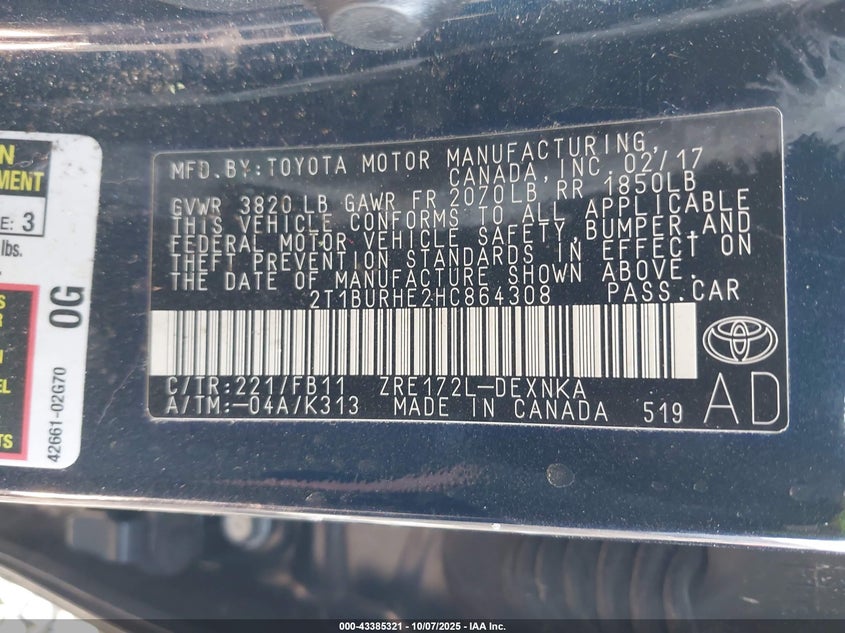 MFD.BY:TOYOTA MOTOR MANUFACTURING,
CANADA, INC. 02/17
GVWR 3820 LB GAWR FR 2070LB RR 1850LB
THIS VEHICLE CONFORMS TO ALL APPLICABLE
FEDERAL MOTOR VEHICLE SAFETY,BUMPER,AND
THEFT PREVENTION STANDARDS IN EFFECT ON
THE DATE OF MANUFACTURE SHOWN ABOVE.
2T1BURHE2HC864308 PASS.CAR
C/TR:221/FB11 ZRE172L-DEXNKA
A/TM:-04A/K313 MADE IN CANADA 519
AD
E: 3
lbs.
0G
42661-02G70
000-43385321 - 10/07/2025 - IAA Inc.